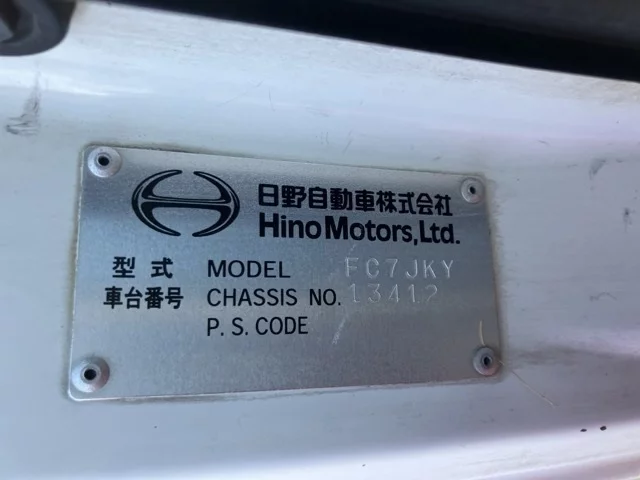 日野自動車株式会社
Hino Motors, Ltd.
型式 MODEL FC7JKY
車台番号 CHASSIS NO. 13412
P.S.CODE